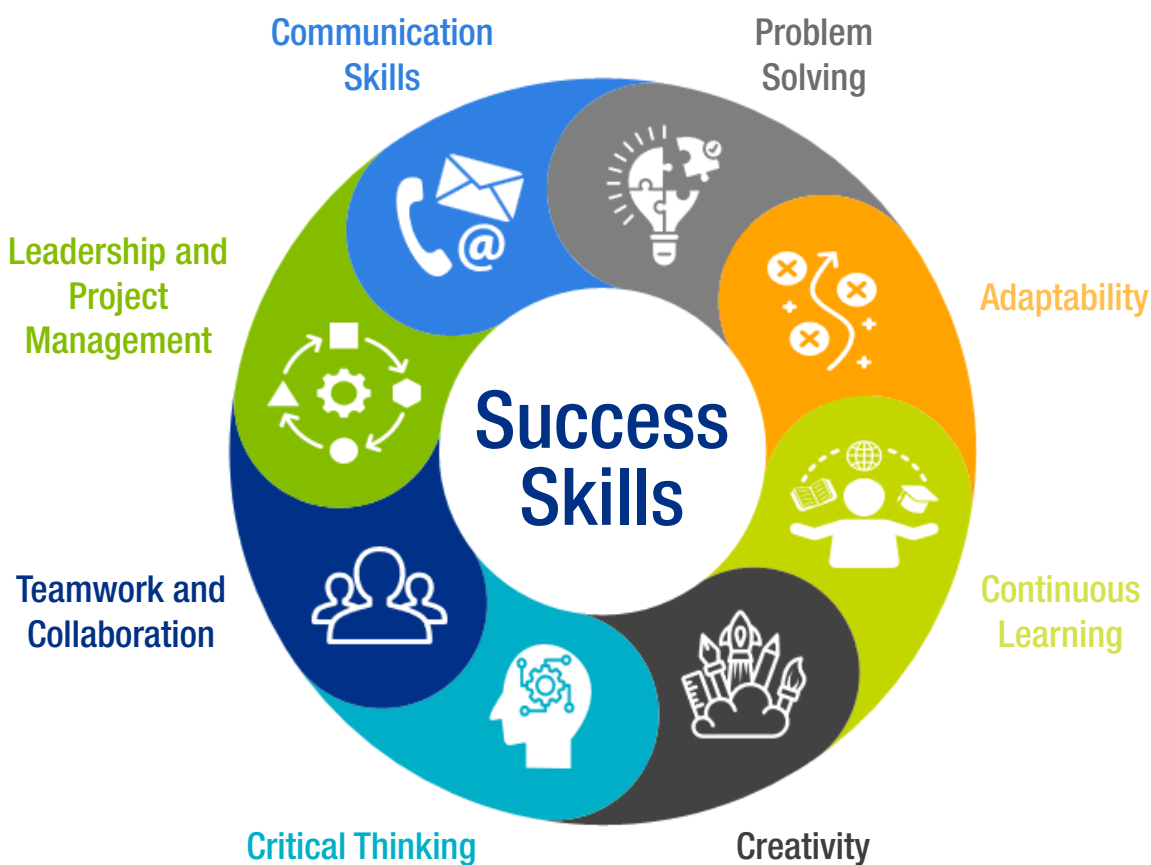 Communication
Skills
Problem
Solving
Leadership and
Project
Management
@
Adaptability
Success
Skills
Teamwork and
Collaboration
Continuous
Learning
Critical Thinking
Creativity